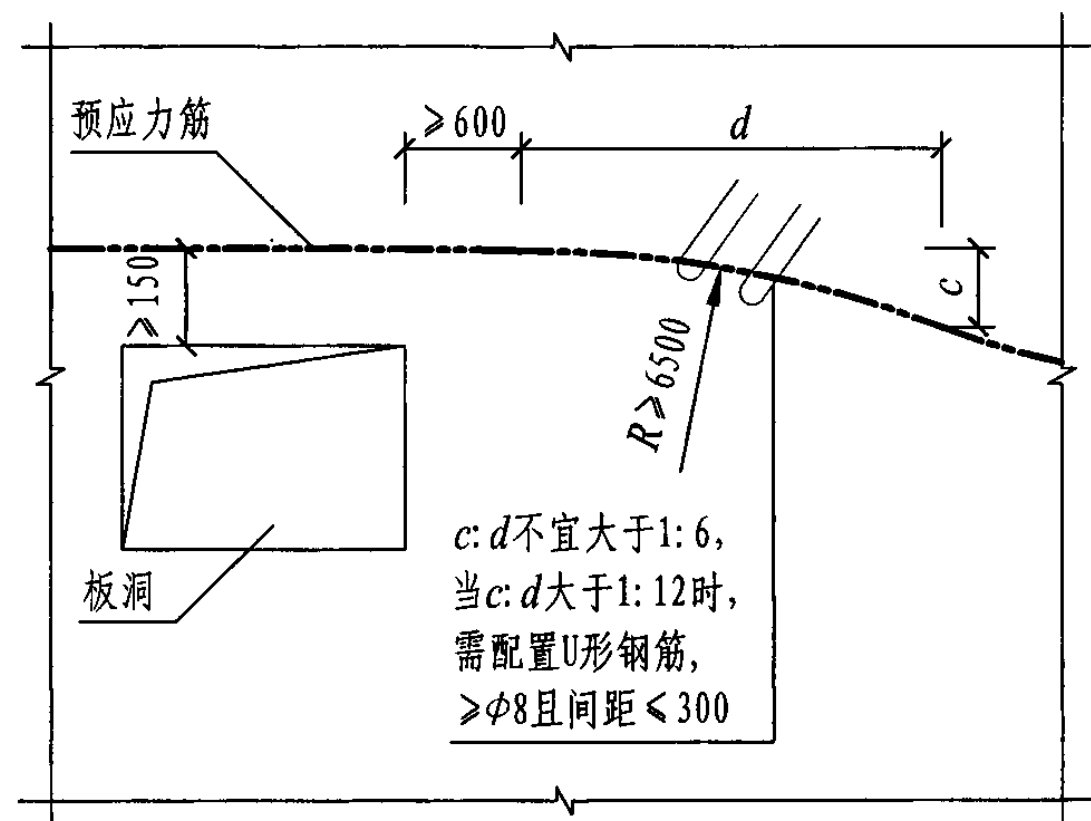 预应力筋
≥600
d
≥150
c
R≥6500
c:d不宜大于1:6,
当c:d大于1:12时,
需配置U形钢筋,
≥Φ8且间距≤300
板洞